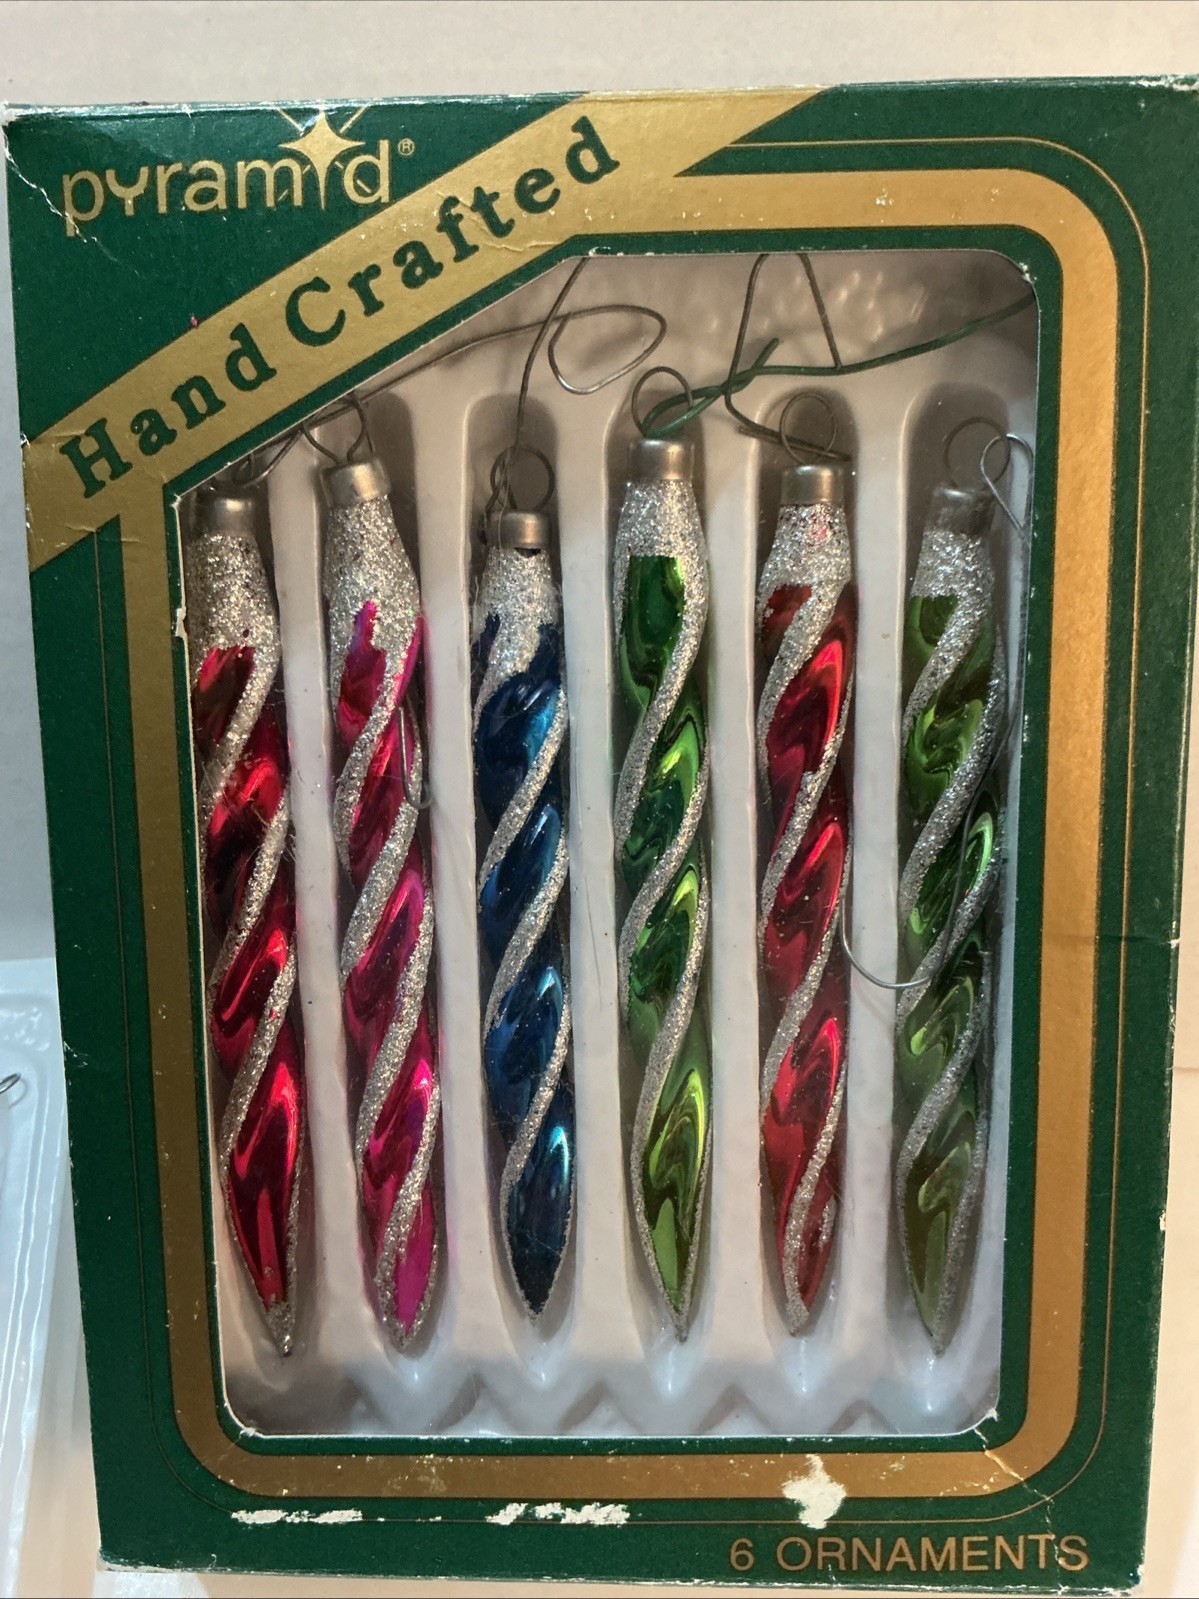 pyramid®
Hand Crafted
6 ORNAMENTS